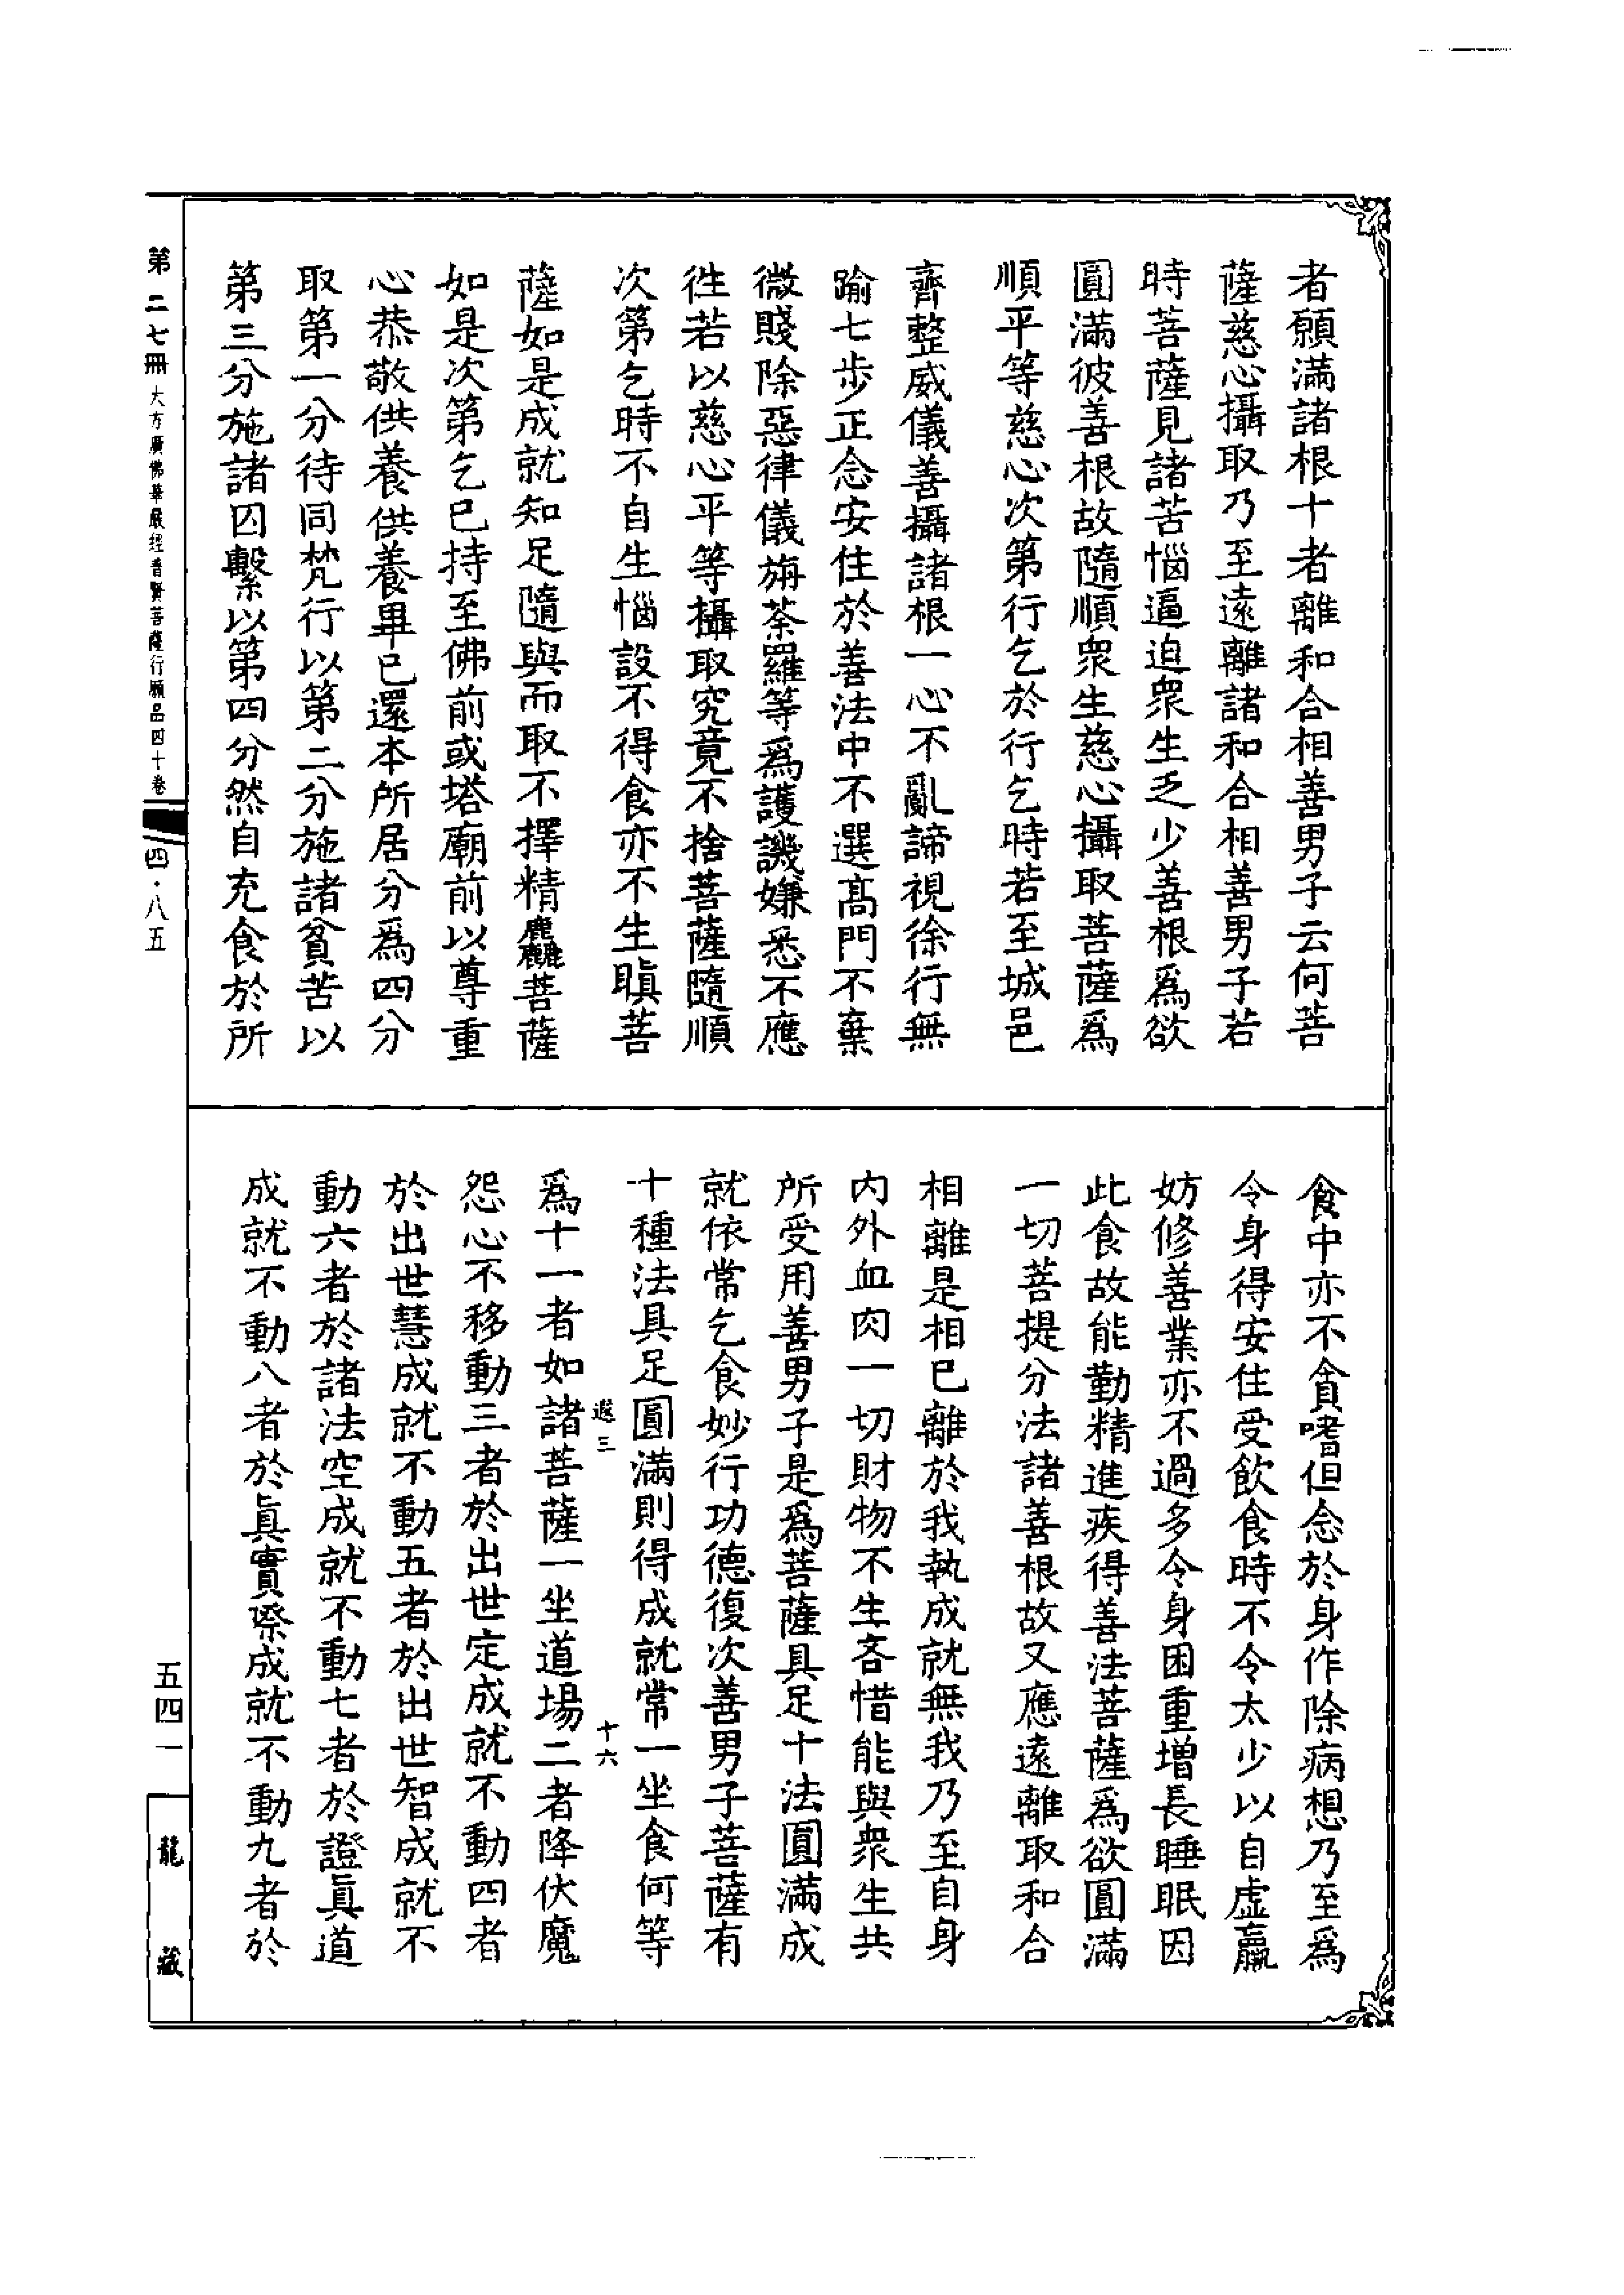 者願滿諸根十者離和合相善男子云何菩
薩慈心攝取乃至遠離諸和合相善男子若
時菩薩見諸苦惱逼迫衆生乏少善根爲欲
圓滿彼善根故隨順衆生慈心攝取菩薩爲
順平等慈心次第行乞於行乞時若至城邑
齊整威儀善攝諸根一心不亂諦視徐行無
踰七步正念安住於善法中不選高門不棄
微賤除惡律儀旃荼羅等爲護譏嫌悉不應
徃若以慈心平等攝取究竟不捨菩薩隨順
次第乞時不自生惱設不得食亦不生瞋菩
薩如是成就知足隨與而取不擇精麤菩薩
如是次第乞已持至佛前或塔廟前以尊重
心恭敬供養供養畢已還本所居分爲四分
取第一分待同梵行以第二分施諸貧苦以
第三分施諸囚繫以第四分然自充食於所
食中亦不貪嗜但念於身作除病想乃至爲
令身得安住受飲食時不令太少以自虛羸
妨修善業亦不過多令身困重增長睡眠因
此食故能勤精進疾得善法菩薩爲欲圓滿
一切菩提分法諸善根故又應遠離取和合
相離是相已離於我執成就無我乃至自身
内外血肉一切財物不生吝惜能與衆生共
所受用善男子是爲菩薩具足十法圓滿成
就依常乞食妙行功德復次善男子菩薩有
十種法具足圓滿則得成就常一坐食何等
遐三 十六
爲十一者如諸菩薩一坐道場二者降伏魔
怨心不移動三者於出世定成就不動四者
於出世慧成就不動五者於出世智成就不
動六者於諸法空成就不動七者於證眞道
成就不動八者於眞實際成就不動九者於
第二七冊 大方廣佛華嚴經普賢菩薩行願品四十卷 四·八五
五四一
龍藏